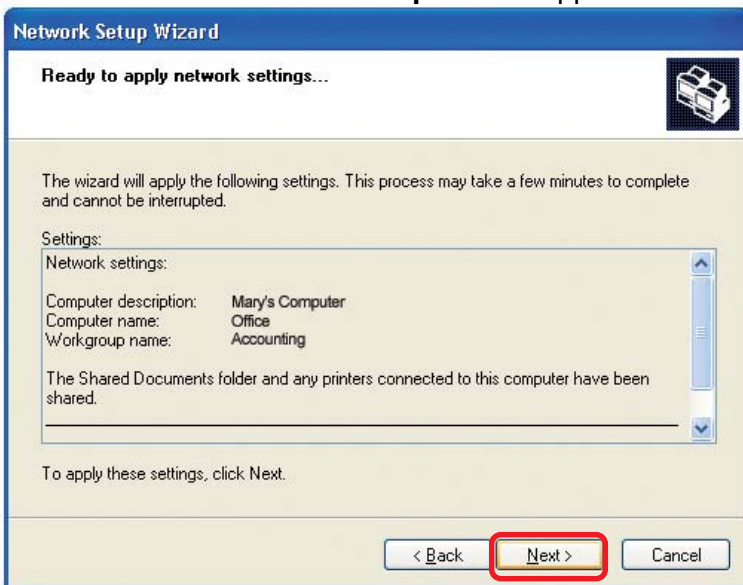 Network Setup Wizard
Ready to apply network settings...
The wizard will apply the following settings. This process may take a few minutes to complete
and cannot be interrupted.
Settings:
Network settings:
Computer description: Mary's Computer
Computer name: Office
Workgroup name: Accounting
The Shared Documents folder and any printers connected to this computer have been
shared.
To apply these settings, click Next.
< Back Next > Cancel